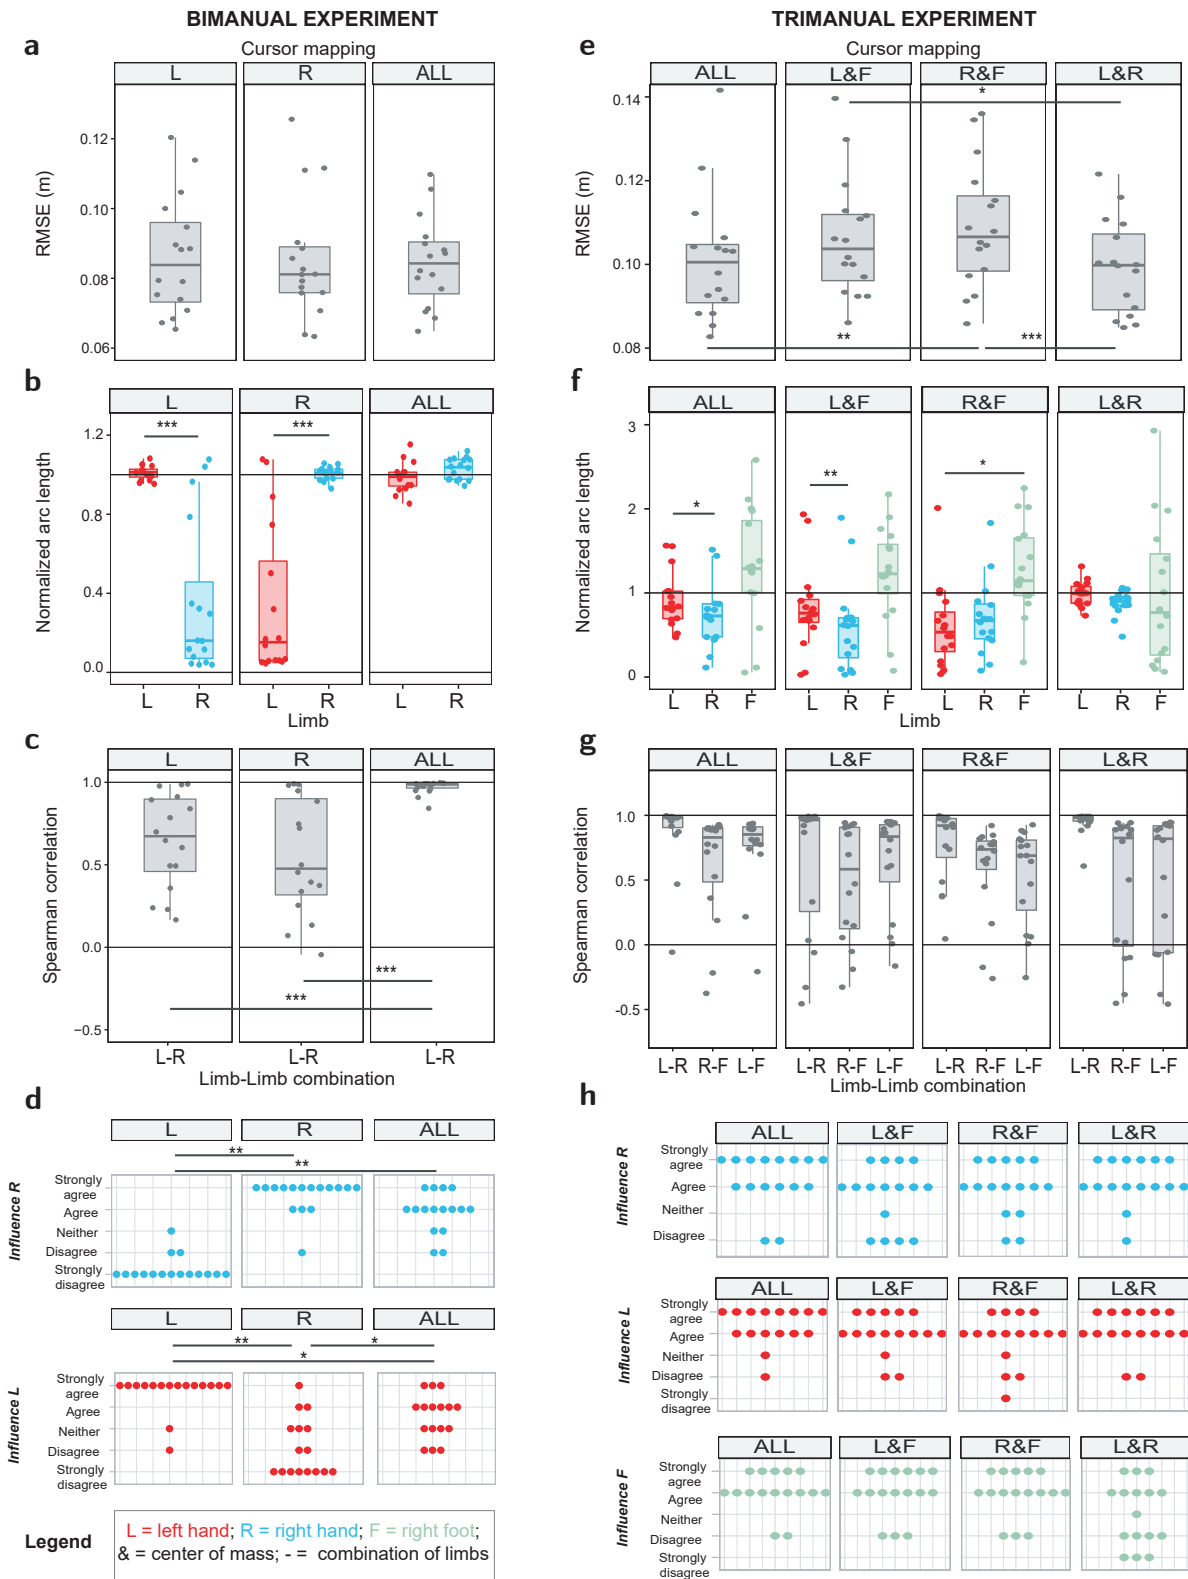 BIMANUAL EXPERIMENT
a
Cursor mapping
L
R
ALL
RMSE (m)
0.12
0.10
0.08
0.06
b
L
R
ALL
***
***
Normalized arc length
1.2
1.0
0.4
0.0
L R
L R
L R
Limb
c
L
R
ALL
Spearman correlation
1.0
0.5
0.0
−0.5
***
***
L-R
L-R
L-R
Limb-Limb combination
d
L
R
ALL
**
**
Influence R
Strongly
agree
Agree
Neither
Disagree
Strongly
disagree
L
R
ALL
**
*
*
Influence L
Strongly
agree
Agree
Neither
Disagree
Strongly
disagree
Legend
L = left hand; R = right hand; F = right foot;
& = center of mass; - = combination of limbs
TRIMANUAL EXPERIMENT
e
Cursor mapping
ALL
L&F
R&F
L&R
RMSE (m)
0.14
0.12
0.10
0.08
*
**
***
f
ALL
L&F
R&F
L&R
Normalized arc length
3
2
1
0
*
**
*
L R F
L R F
L R F
L R F
Limb
g
ALL
L&F
R&F
L&R
Spearman correlation
1.0
0.5
0.0
-0.5
L-R R-F L-F
L-R R-F L-F
L-R R-F L-F
L-R R-F L-F
Limb-Limb combination
h
ALL
L&F
R&F
L&R
Influence R
Strongly
agree
Agree
Neither
Disagree
ALL
L&F
R&F
L&R
Influence L
Strongly
agree
Agree
Neither
Disagree
Strongly
disagree
ALL
L&F
R&F
L&R
Influence F
Strongly
agree
Agree
Neither
Disagree
Strongly
disagree